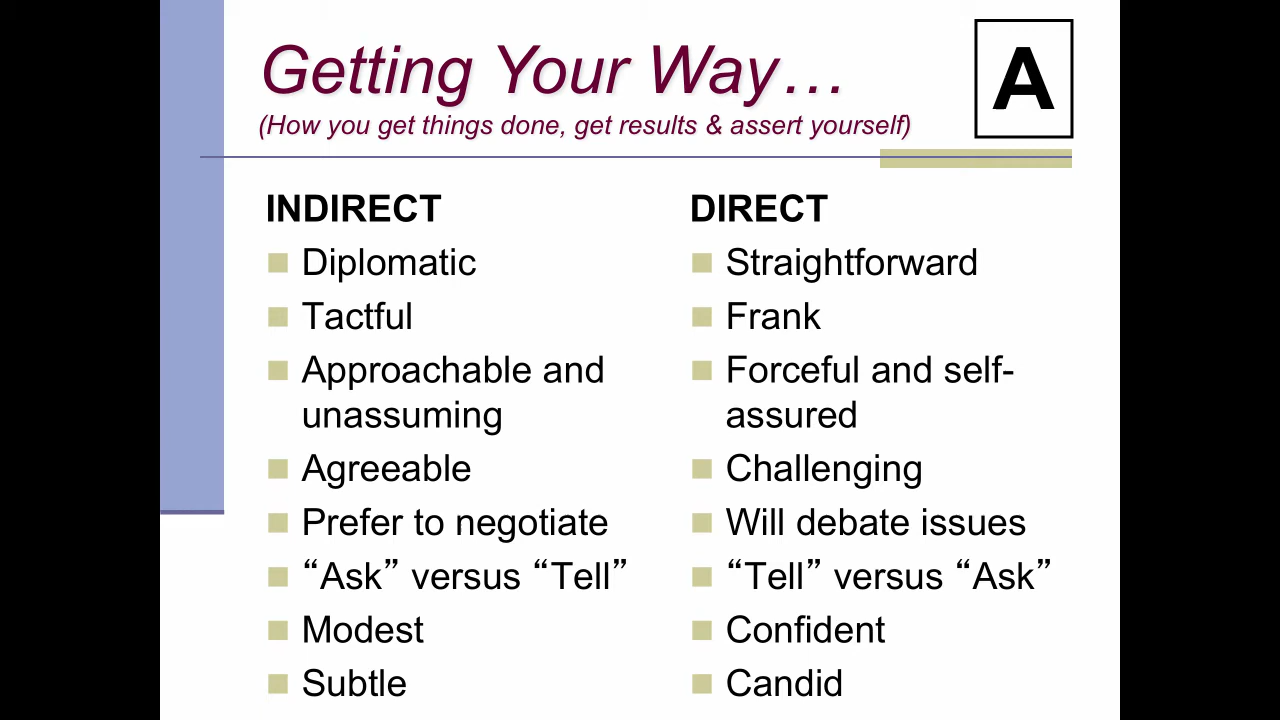 Getting Your Way…
(How you get things done, get results & assert yourself)
A
INDIRECT
Diplomatic
Tactful
Approachable and
unassuming
Agreeable
Prefer to negotiate
“Ask” versus “Tell”
Modest
Subtle
DIRECT
Straightforward
Frank
Forceful and self-
assured
Challenging
Will debate issues
“Tell” versus “Ask”
Confident
Candid